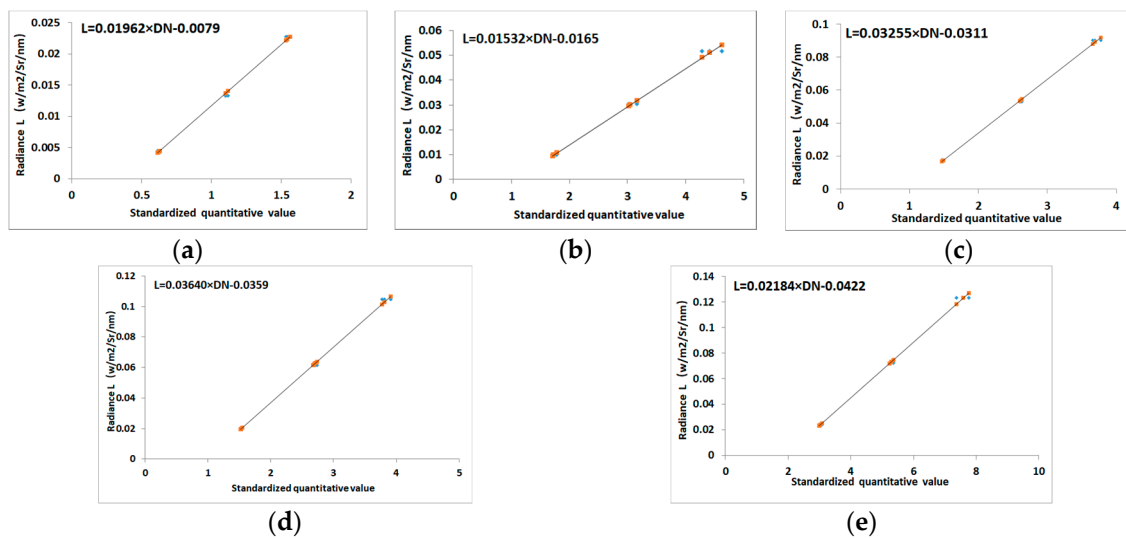 L=0.01962×DN-0.0079
Radiance L (w/m2/Sr/nm)
0.025
0.02
0.015
0.01
0.005
0
0 0.5 1 1.5 2
Standardized quantitative value
(a)
L=0.01532×DN-0.0165
Radiance L (w/m2/Sr/nm)
0.06
0.05
0.04
0.03
0.02
0.01
0
0 1 2 3 4 5
Standardized quantitative value
(b)
L=0.03255×DN-0.0311
Radiance L (w/m2/Sr/nm)
0.1
0.08
0.06
0.04
0.02
0
0 1 2 3 4
Standardized quantitative value
(c)
L=0.03640×DN-0.0359
Radiance L (w/m2/Sr/nm)
0.12
0.1
0.08
0.06
0.04
0.02
0
0 1 2 3 4 5
Standardized quantitative value
(d)
L=0.02184×DN-0.0422
Radiance L (w/m2/Sr/nm)
0.14
0.12
0.1
0.08
0.06
0.04
0.02
0
0 2 4 6 8 10
Standardized quantitative value
(e)